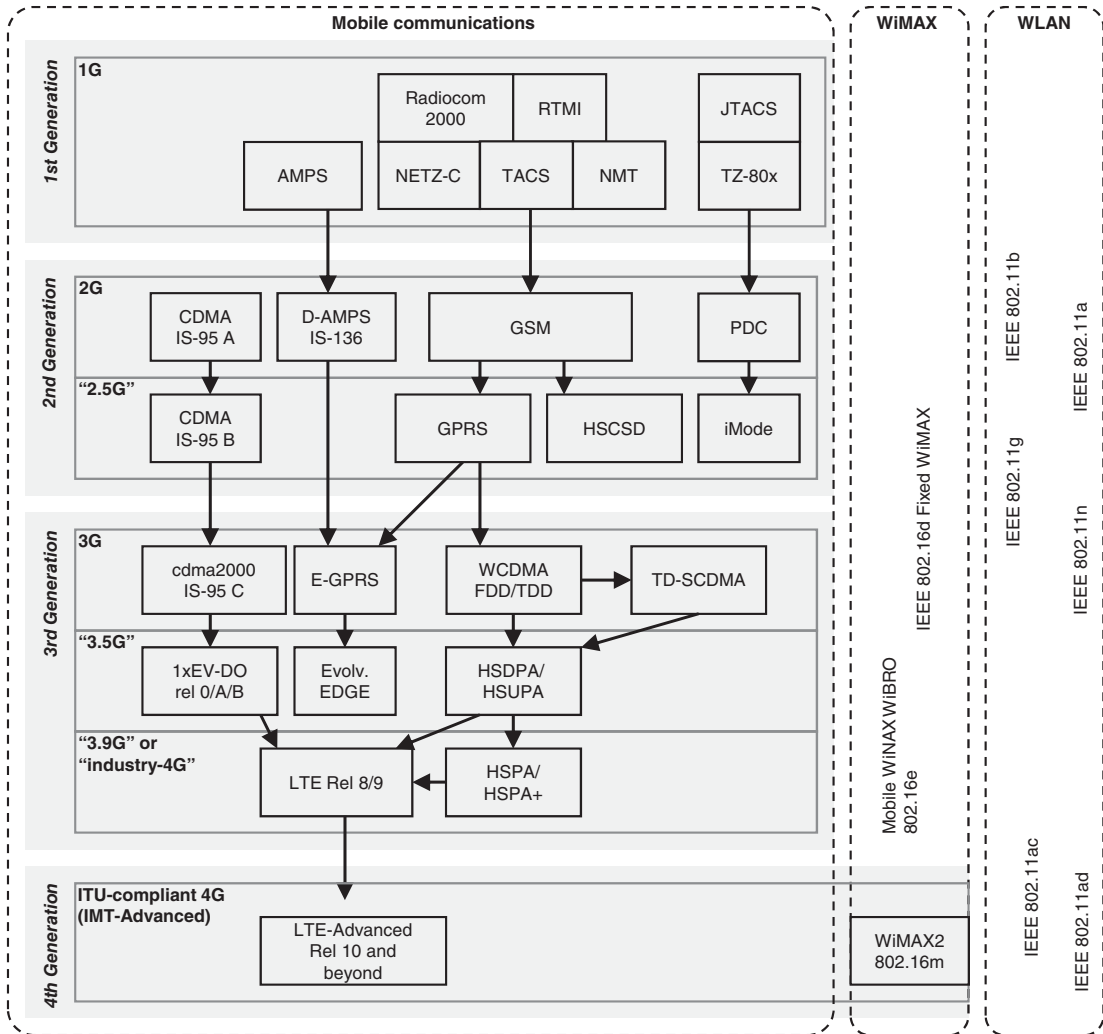 Mobile communications
WiMAX
WLAN
1st Generation
1G
Radiocom
2000
RTMI
JTACS
AMPS
NETZ-C
TACS
NMT
TZ-80x
2nd Generation
2G
CDMA
IS-95 A
D-AMPS
IS-136
GSM
PDC
“2.5G”
CDMA
IS-95 B
GPRS
HSCSD
iMode
3rd Generation
3G
cdma2000
IS-95 C
E-GPRS
WCDMA
FDD/TDD
TD-SCDMA
“3.5G”
1xEV-DO
rel 0/A/B
Evolv.
EDGE
HSDPA/
HSUPA
“3.9G” or
“industry-4G”
LTE Rel 8/9
HSPA/
HSPA+
4th Generation
ITU-compliant 4G
(IMT-Advanced)
LTE-Advanced
Rel 10 and
beyond
WiMAX2
802.16m
IEEE 802.16d Fixed WiMAX
Mobile WiNAX WiBRO
802.16e
IEEE 802.11b
IEEE 802.11a
IEEE 802.11g
IEEE 802.11n
IEEE 802.11ac
IEEE 802.11ad